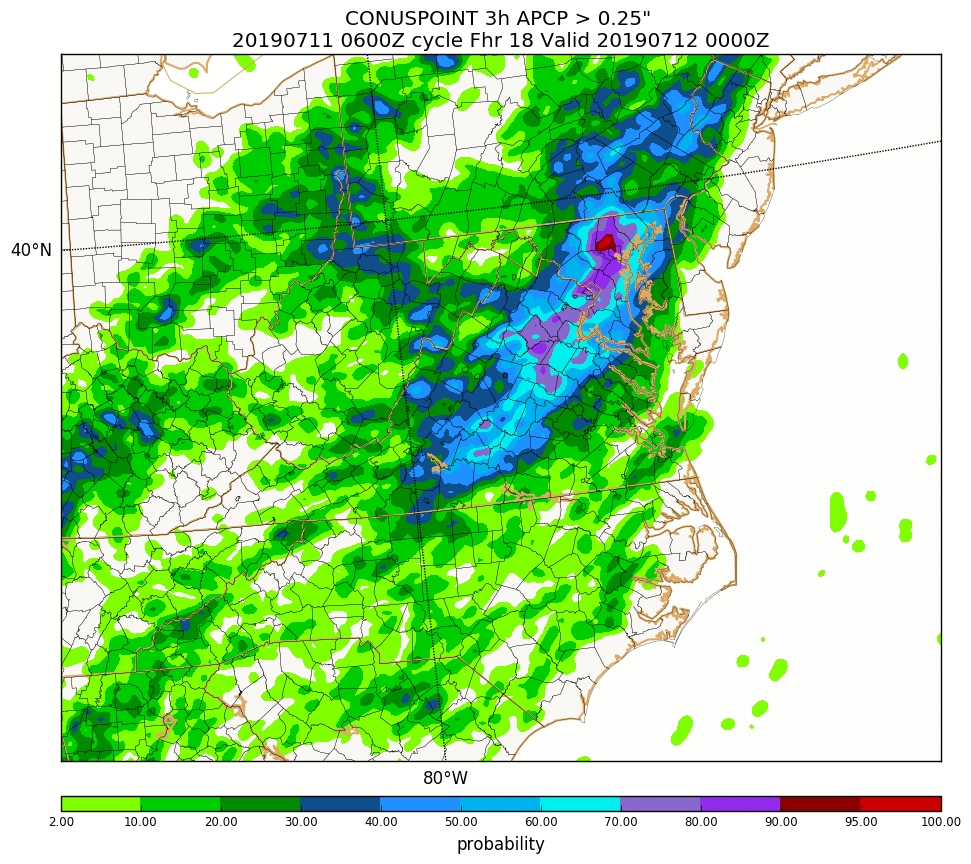 CONUSPOINT 3h APCP > 0.25"
20190711 0600Z cycle Fhr 18 Valid 20190712 0000Z
40°N
80°W
2.00 10.00 20.00 30.00 40.00 50.00 60.00 70.00 80.00 90.00 95.00 100.00
probability